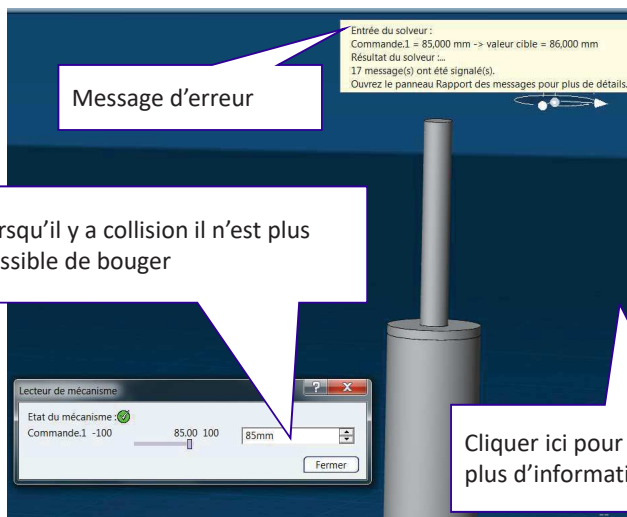 Entrée du solveur :
Commande.1 = 85,000 mm -> valeur cible = 86,000 mm
Résultat du solveur :...
17 message(s) ont été signalé(s).
Ouvrez le panneau Rapport des messages pour plus de détails.
Message d'erreur
rsqu'il y a collision il n'est plus
ssible de bouger
Lecteur de mécanisme
Etat du mécanisme :
Commande.1 -100 85.00 100 85mm
Fermer
Cliquer ici pour
plus d'informati